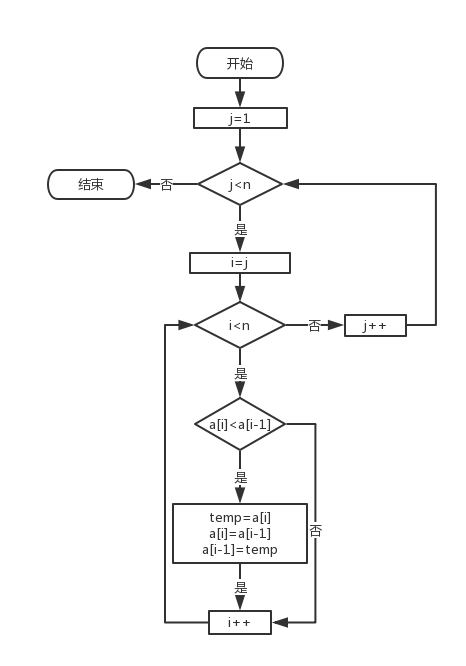 开始
j=1
j<n
否
结束
是
i=j
i<n
否
j++
是
a[i]<a[i-1]
是
temp=a[i]
a[i]=a[i-1]
a[i-1]=temp
否
是
i++